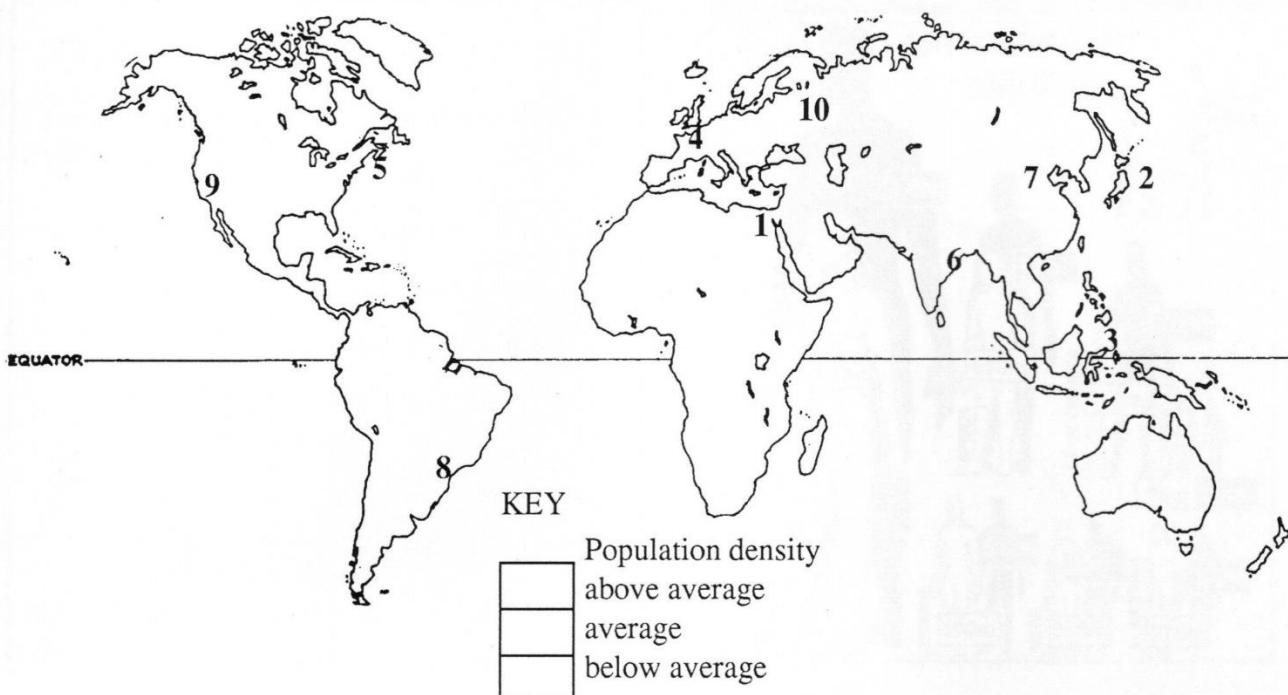 10
4
5
9
7
2
1
6
3
EQUATOR
8
KEY
Population density
above average
average
below average